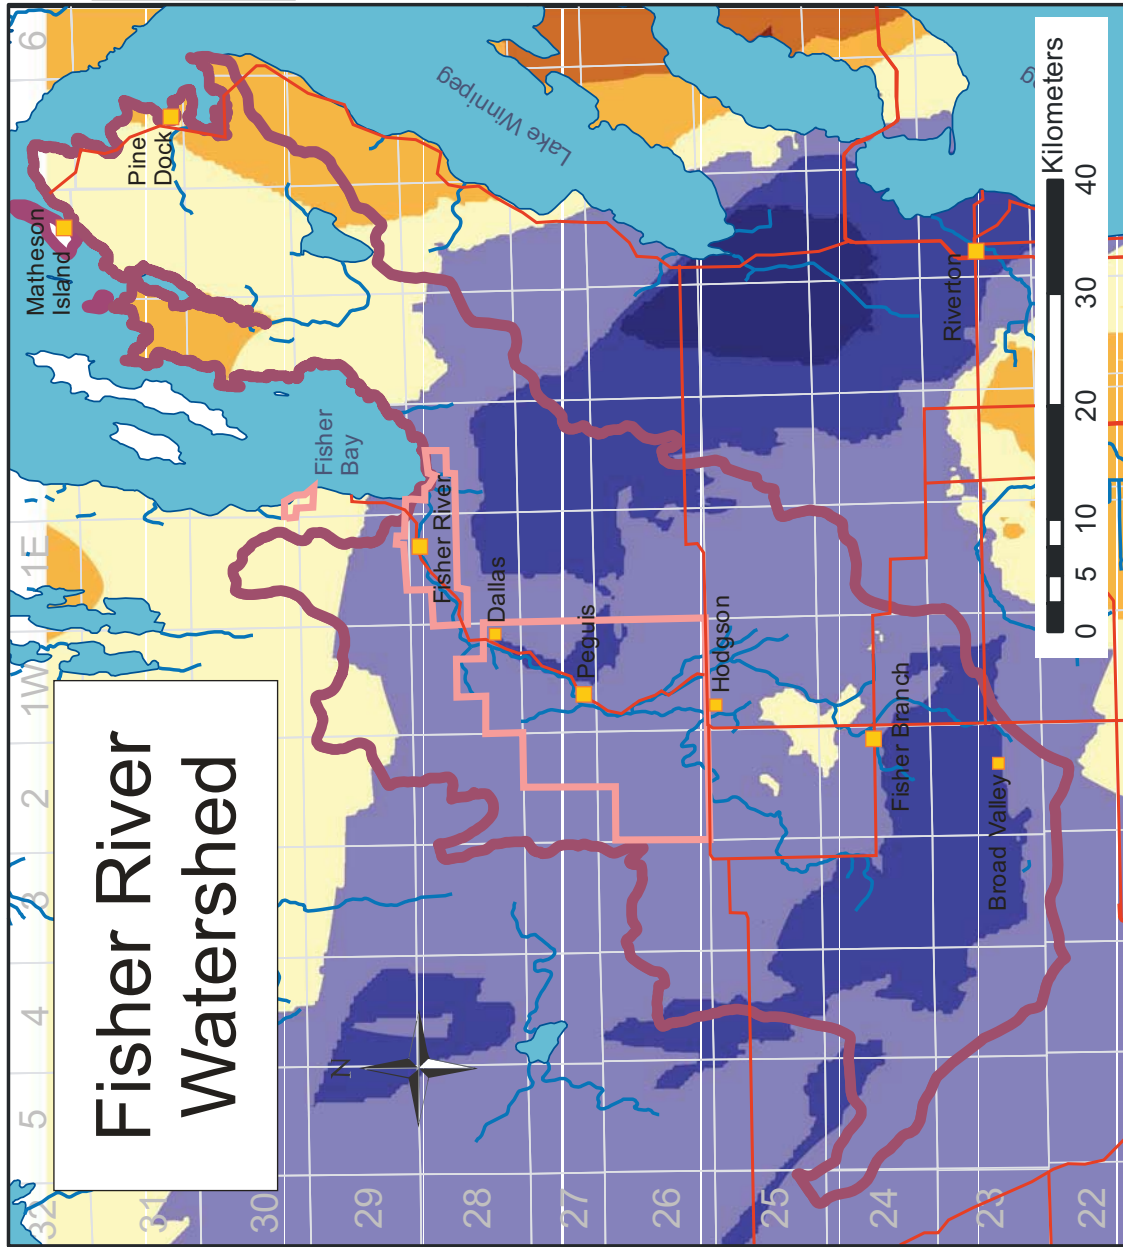 Fisher River
Watershed
Matheson
Island
Pine
Dock
Lake Winnipeg
Fisher
Bay
Fisher River
Dallas
Peguis
Hodgson
Fisher Branch
Broad Valley
Riverton
g
N
5
4
3
2
1W
1E
6
32
31
30
29
28
27
26
25
24
23
22
0
5
10
20
30
40
Kilometers